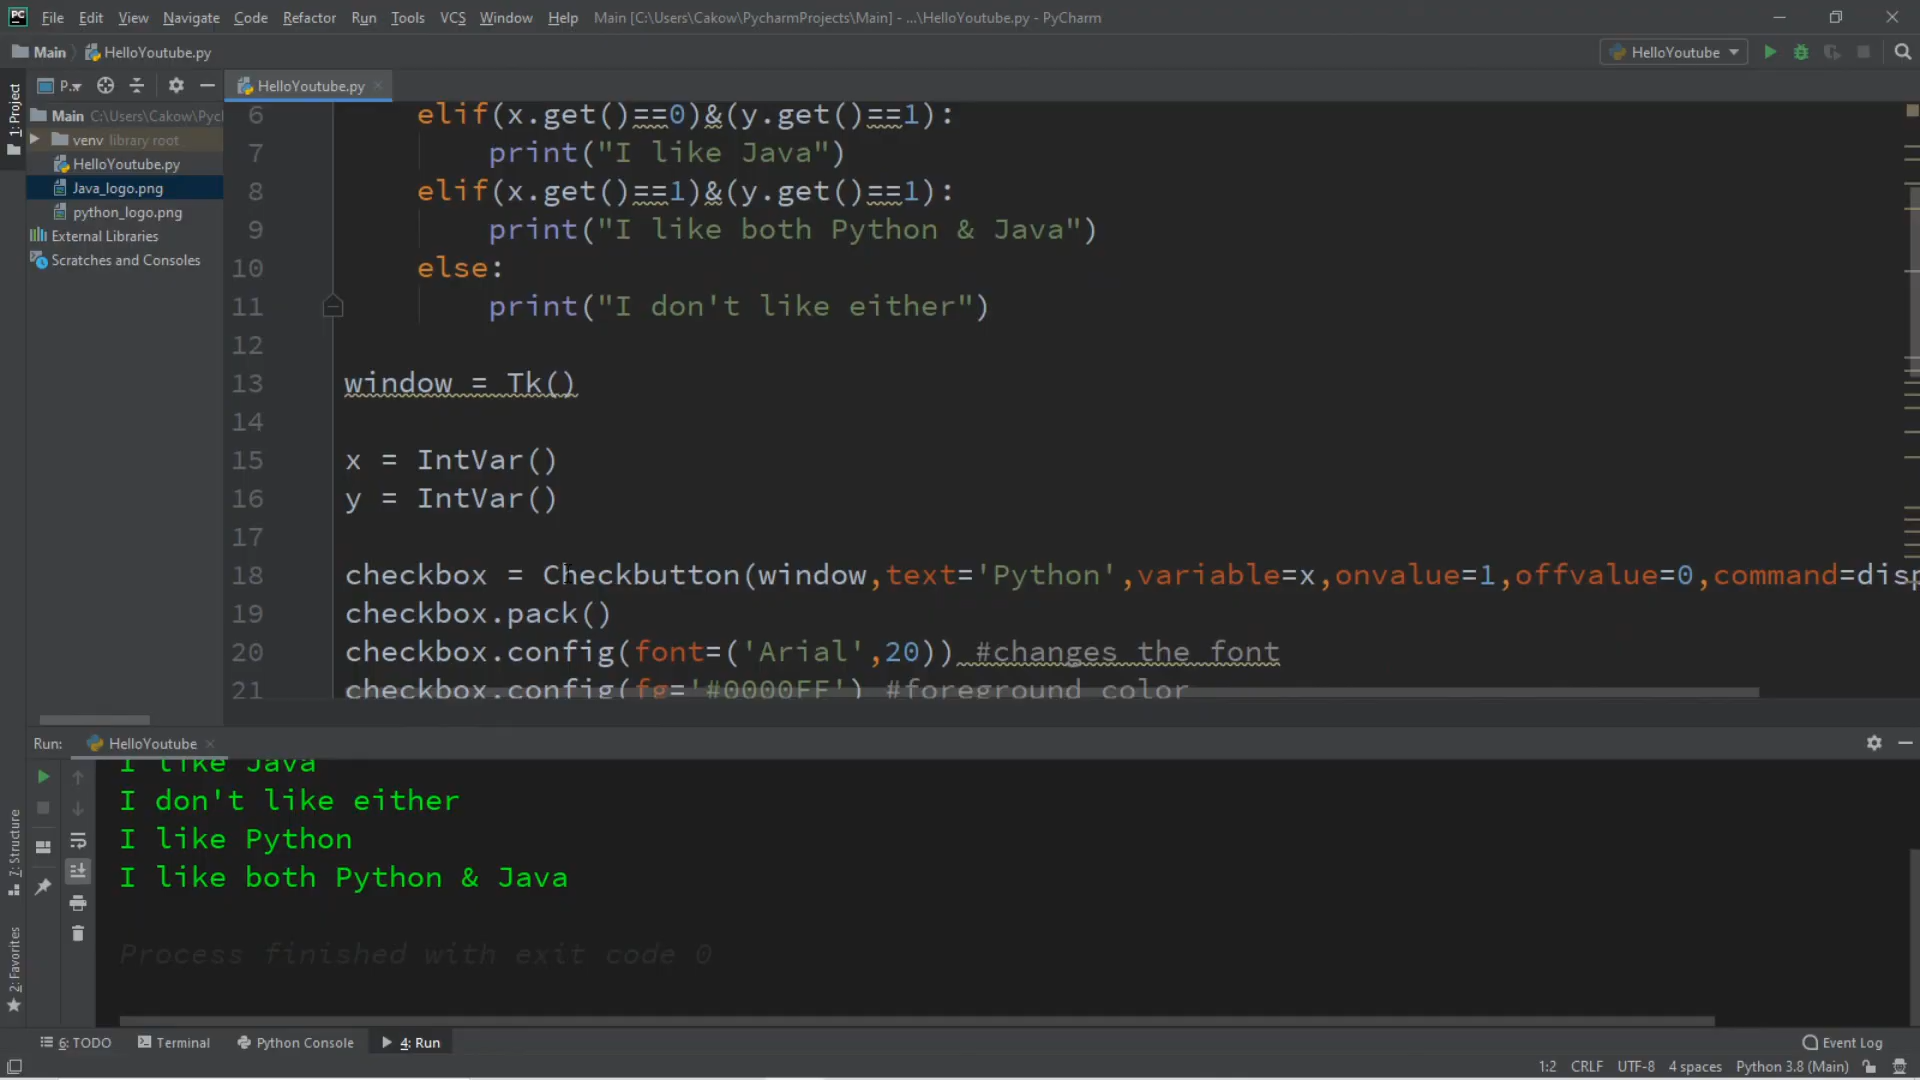 PC File Edit View Navigate Code Refactor Run Tools VCS Window Help Main [C:\Users\Cakow\PycharmProjects\Main] - ...\HelloYoutube.py - PyCharm
Main HelloYoutube.py HelloYoutube
P... HelloYoutube.py
1: Project
Main C:\Users\Cakow\Pycl
venv library root
HelloYoutube.py
Java_logo.png
python_logo.png
External Libraries
Scratches and Consoles
6 elif(x.get()==0)&(y.get()==1):
7 print("I like Java")
8 elif(x.get()==1)&(y.get()==1):
9 print("I like both Python & Java")
10 else:
11 print("I don't like either")
12
13 window = Tk()
14
15 x = IntVar()
16 y = IntVar()
17
18 checkbox = Checkbutton(window,text='Python',variable=x,onvalue=1,offvalue=0,command=disp
19 checkbox.pack()
20 checkbox.config(font=('Arial',20)) #changes the font
21 checkbox.config(fg='#0000FF') #foreground color
Run: HelloYoutube
I like Java
I don't like either
I like Python
I like both Python & Java
Process finished with exit code 0
7: Structure
2: Favorites
6: TODO Terminal Python Console 4: Run Event Log
1:2 CRLF UTF-8 4 spaces Python 3.8 (Main)